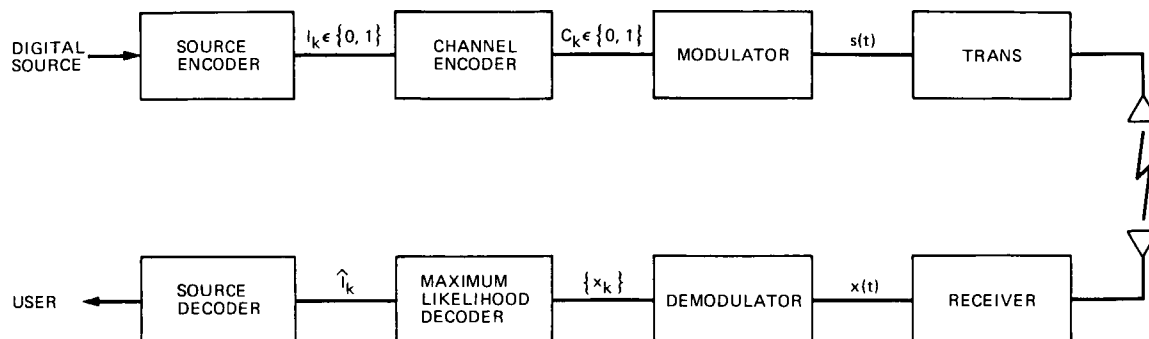 DIGITAL
SOURCE
SOURCE
ENCODER
I_k ϵ {0, 1}
CHANNEL
ENCODER
C_k ϵ {0, 1}
MODULATOR
s(t)
TRANS
USER
SOURCE
DECODER
Î_k
MAXIMUM
LIKELIHOOD
DECODER
{x_k}
DEMODULATOR
x(t)
RECEIVER